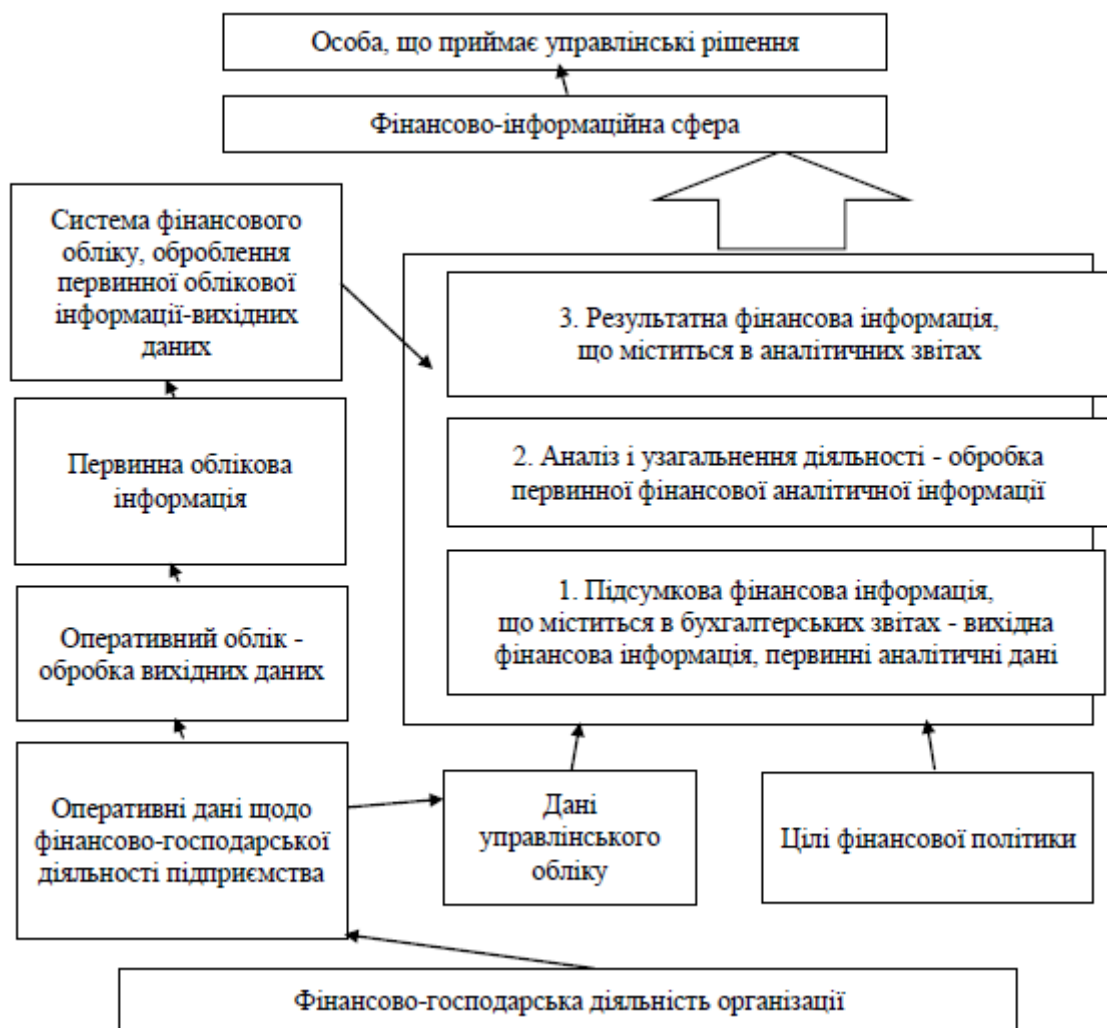 Особа, що приймає управлінські рішення
Фінансово-інформаційна сфера
Система фінансового
обліку, оброблення
первинної облікової
інформації-вихідних
даних
3. Результатна фінансова інформація,
що міститься в аналітичних звітах
Первинна облікова
інформація
2. Аналіз і узагальнення діяльності - обробка
первинної фінансової аналітичної інформації
1. Підсумкова фінансова інформація,
що міститься в бухгалтерських звітах - вихідна
фінансова інформація, первинні аналітичні дані
Оперативний облік -
обробка вихідних даних
Оперативні дані щодо
фінансово-господарської
діяльності підприємства
Дані
управлінського
обліку
Цілі фінансової політики
Фінансово-господарська діяльність організації